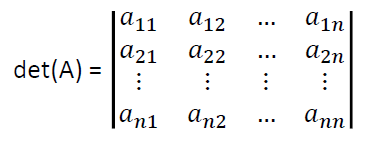 a₁₁ a₁₂ … a₁ₙ
a₂₁ a₂₂ … a₂ₙ
det(A) = | ⋮ ⋮ ⋮ ⋮ |
aₙ₁ aₙ₂ … aₙₙ